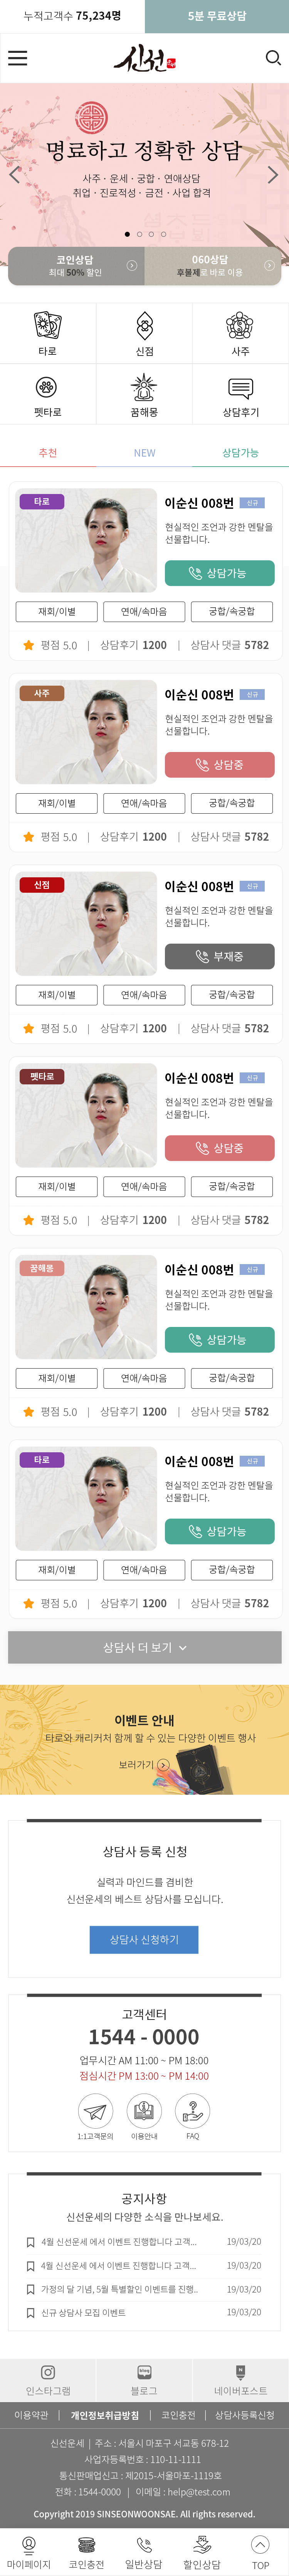 누적고객수 75,234명
5분 무료상담
신선
명료하고 정확한 상담
사주 · 운세 · 궁합 · 연애상담
취업 · 진로적성 · 금전 · 사업 합격
코인상담
최대 50% 할인
060상담
후불제로 바로 이용
타로
신점
사주
펫타로
꿈해몽
상담후기
추천
NEW
상담가능
타로
이순신 008번 신규
현실적인 조언과 강한 멘탈을
선물합니다.
상담가능
재회/이별
연애/속마음
궁합/속궁합
평점 5.0 | 상담후기 1200 | 상담사 댓글 5782
사주
이순신 008번 신규
현실적인 조언과 강한 멘탈을
선물합니다.
상담중
재회/이별
연애/속마음
궁합/속궁합
평점 5.0 | 상담후기 1200 | 상담사 댓글 5782
신점
이순신 008번 신규
현실적인 조언과 강한 멘탈을
선물합니다.
부재중
재회/이별
연애/속마음
궁합/속궁합
평점 5.0 | 상담후기 1200 | 상담사 댓글 5782
펫타로
이순신 008번 신규
현실적인 조언과 강한 멘탈을
선물합니다.
상담중
재회/이별
연애/속마음
궁합/속궁합
평점 5.0 | 상담후기 1200 | 상담사 댓글 5782
꿈해몽
이순신 008번 신규
현실적인 조언과 강한 멘탈을
선물합니다.
상담가능
재회/이별
연애/속마음
궁합/속궁합
평점 5.0 | 상담후기 1200 | 상담사 댓글 5782
타로
이순신 008번 신규
현실적인 조언과 강한 멘탈을
선물합니다.
상담가능
재회/이별
연애/속마음
궁합/속궁합
평점 5.0 | 상담후기 1200 | 상담사 댓글 5782
상담사 더 보기
이벤트 안내
타로와 캐리커처 함께 할 수 있는 다양한 이벤트 행사
보러가기
상담사 등록 신청
실력과 마인드를 겸비한
신선운세의 베스트 상담사를 모십니다.
상담사 신청하기
고객센터
1544 - 0000
업무시간 AM 11:00 ~ PM 18:00
점심시간 PM 13:00 ~ PM 14:00
1:1고객문의
이용안내
FAQ
공지사항
신선운세의 다양한 소식을 만나보세요.
4월 신선운세 에서 이벤트 진행합니다 고객... 19/03/20
4월 신선운세 에서 이벤트 진행합니다 고객... 19/03/20
가정의 달 기념, 5월 특별할인 이벤트를 진행.. 19/03/20
신규 상담사 모집 이벤트 19/03/20
인스타그램
블로그
네이버포스트
이용약관 | 개인정보취급방침 | 코인충전 | 상담사등록신청
신선운세 | 주소 : 서울시 마포구 서교동 678-12
사업자등록번호 : 110-11-1111
통신판매업신고 : 제2015-서울마포-1119호
전화 : 1544-0000 | 이메일 : help@test.com
Copyright 2019 SINSEONWOONSAE. All rights reserved.
마이페이지
코인충전
일반상담
할인상담
TOP